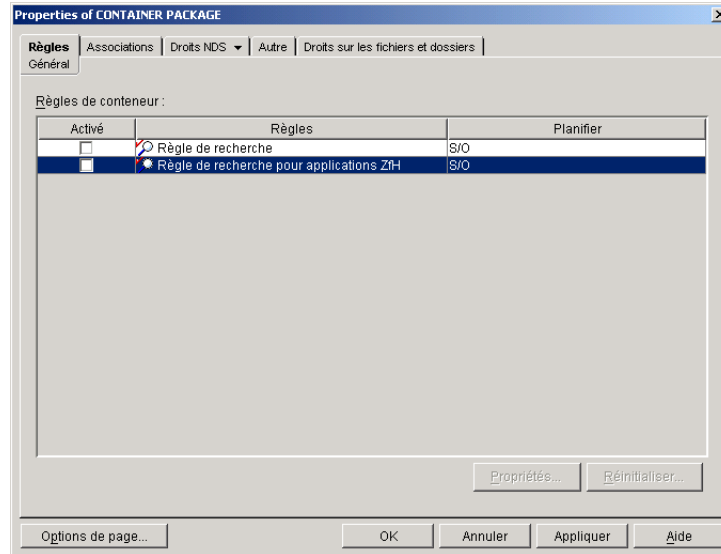 Properties of CONTAINER PACKAGE
Règles Associations Droits NDS Autre Droits sur les fichiers et dossiers
Général
Règles de conteneur :
Activé Règles Planifier
Règle de recherche S/O
Règle de recherche pour applications ZfH S/O
Propriétés... Réinitialiser...
Options de page... OK Annuler Appliquer Aide